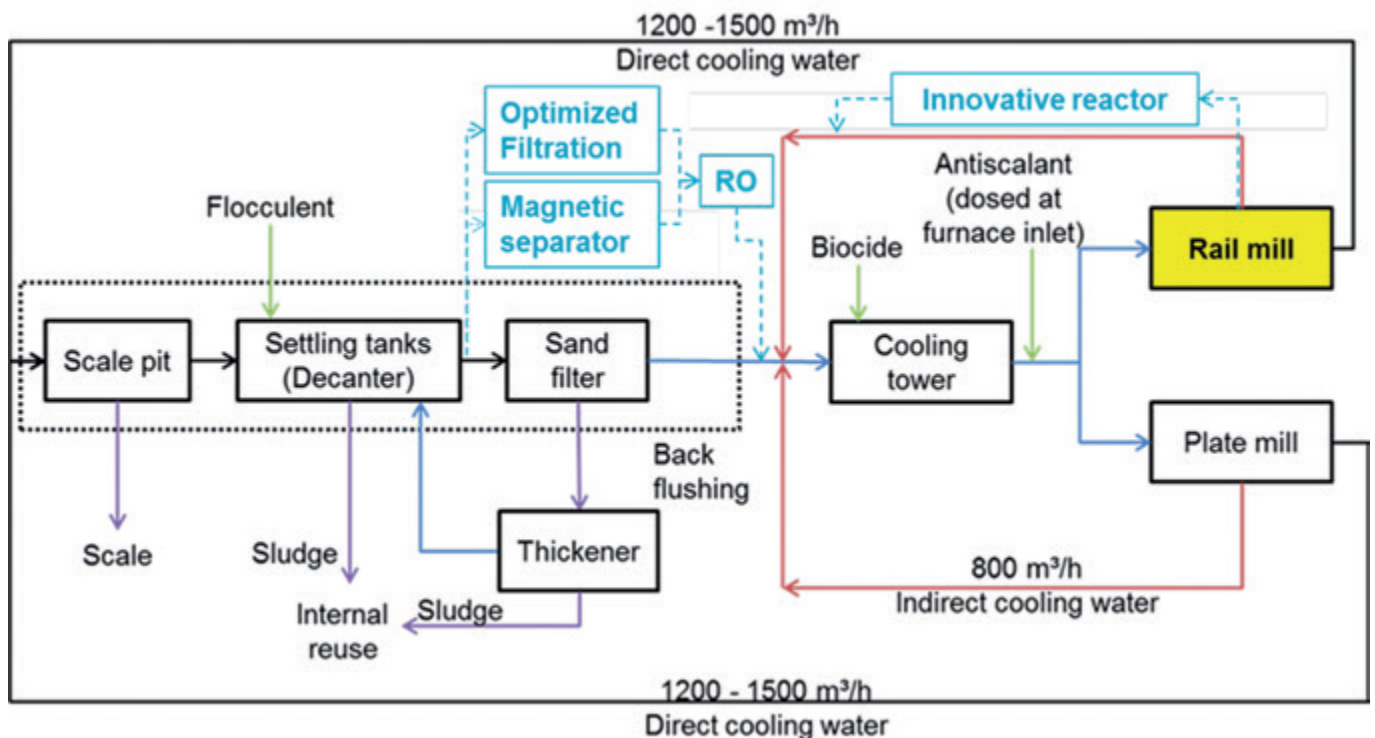 1200 -1500 m³/h
Direct cooling water
Optimized
Filtration
Innovative reactor
RO
Magnetic
separator
Flocculent
Antiscalant
(dosed at
furnace inlet)
Biocide
Rail mill
Scale pit
Settling tanks
(Decanter)
Sand
filter
Cooling
tower
Plate mill
Back
flushing
Scale
Sludge
Thickener
Internal
reuse
Sludge
800 m³/h
Indirect cooling water
1200 - 1500 m³/h
Direct cooling water